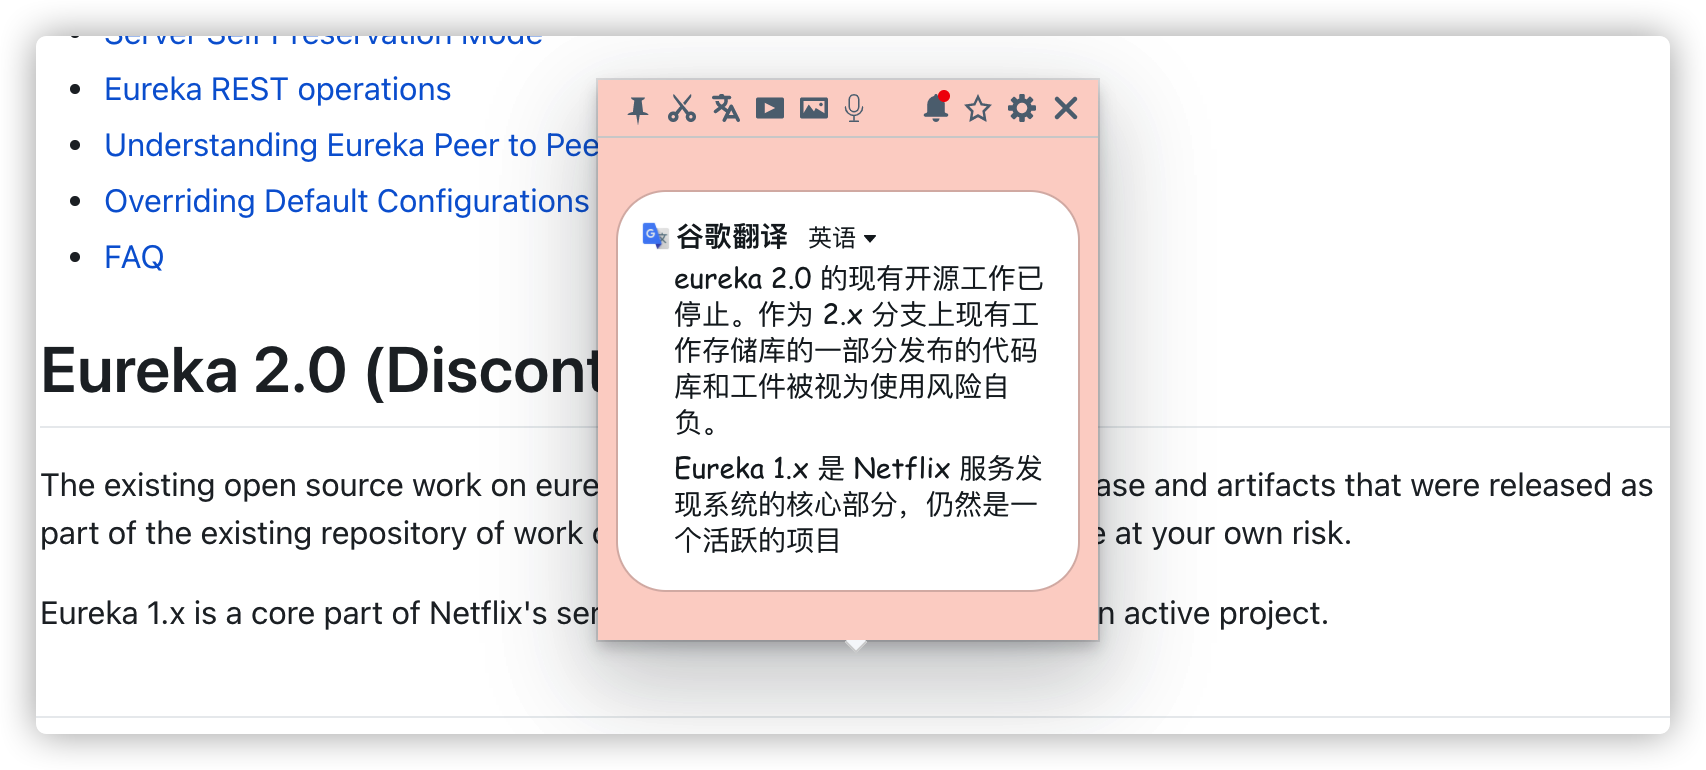 Server Self Preservation Mode
Eureka REST operations
Understanding Eureka Peer to Pee
Overriding Default Configurations
FAQ
Eureka 2.0 (Discont
The existing open source work on eure
ase and artifacts that were released as
part of the existing repository of work
e at your own risk.
Eureka 1.x is a core part of Netflix's ser
n active project.
谷歌翻译 英语
eureka 2.0 的现有开源工作已
停止。作为 2.x 分支上现有工
作存储库的一部分发布的代码
库和工件被视为使用风险自
负。
Eureka 1.x 是 Netflix 服务发
现系统的核心部分，仍然是一
个活跃的项目